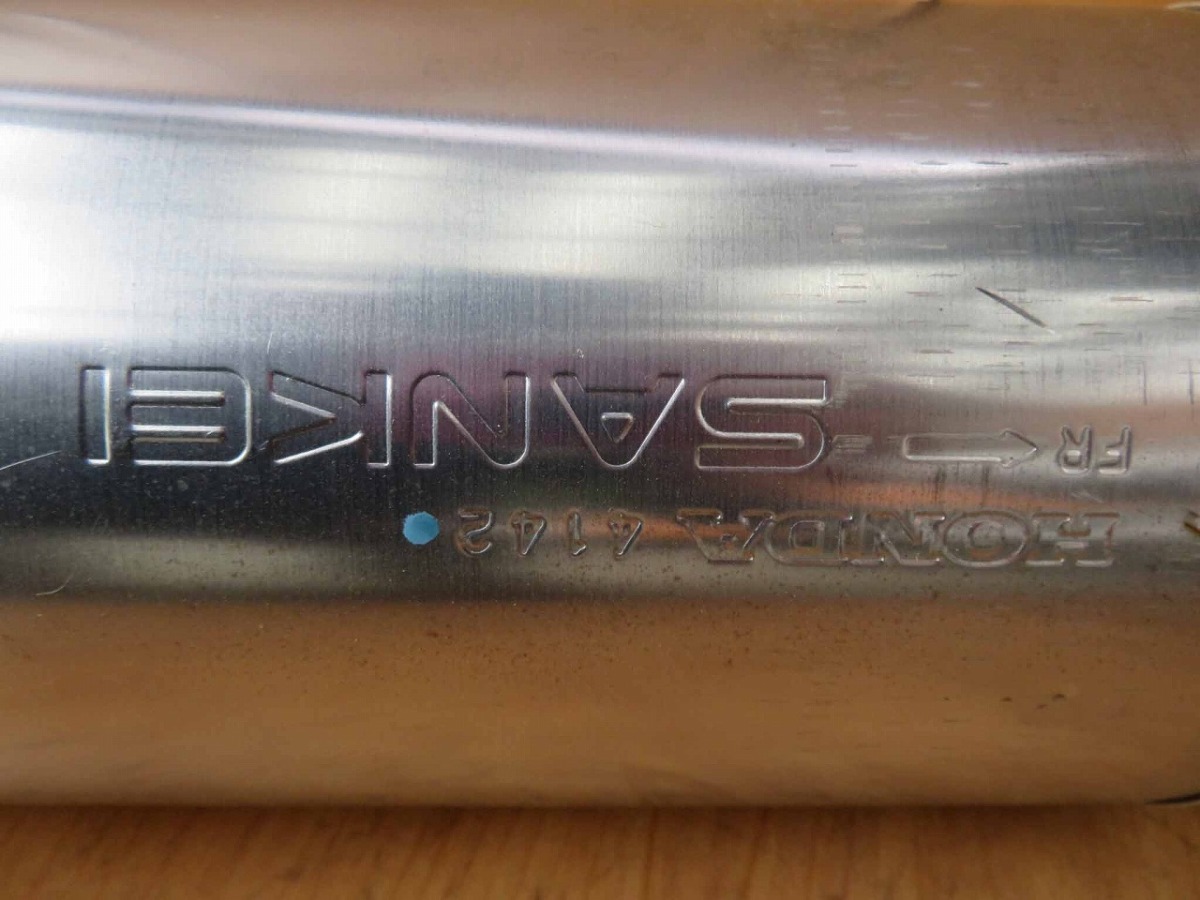 HONDA 4142
FR ⇦ SANKEI